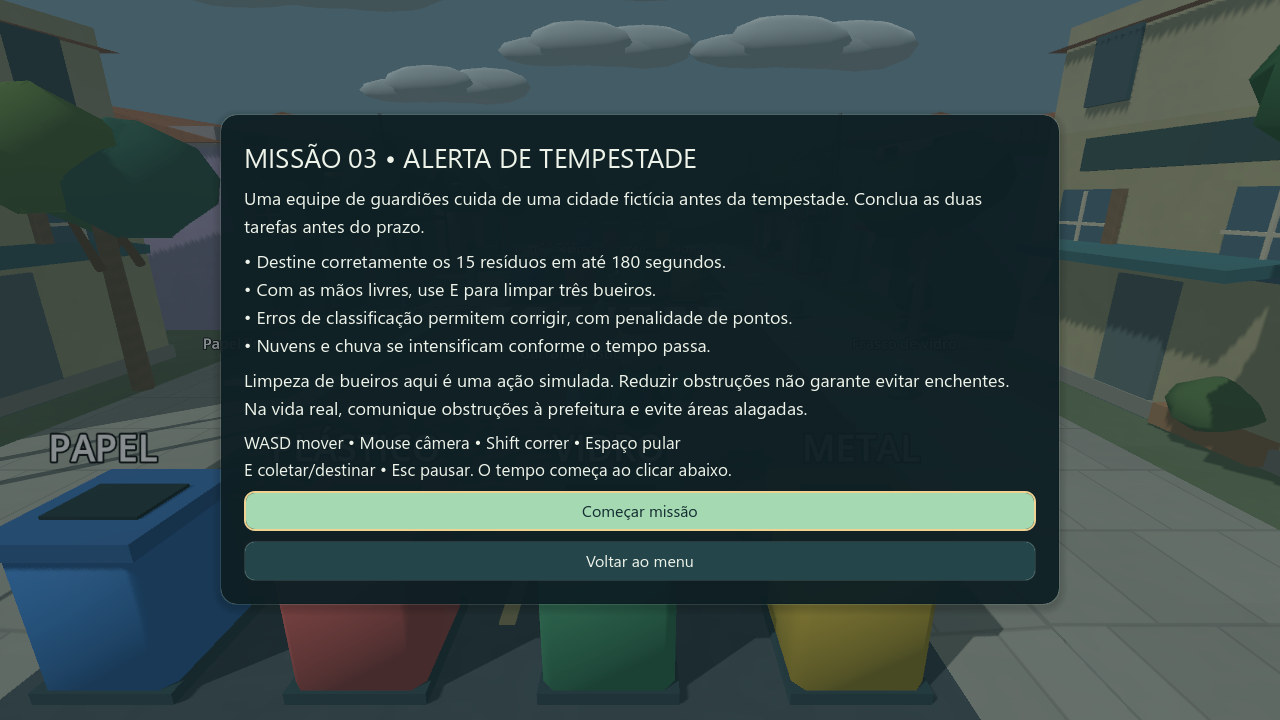 MISSÃO 03 • ALERTA DE TEMPESTADE
Uma equipe de guardiões cuida de uma cidade fictícia antes da tempestade. Conclua as duas
tarefas antes do prazo.
• Destine corretamente os 15 resíduos em até 180 segundos.
• Com as mãos livres, use E para limpar três bueiros.
• Erros de classificação permitem corrigir, com penalidade de pontos.
• Nuvens e chuva se intensificam conforme o tempo passa.
Limpeza de bueiros aqui é uma ação simulada. Reduzir obstruções não garante evitar enchentes.
Na vida real, comunique obstruções à prefeitura e evite áreas alagadas.
PAPEL
METAL
WASD mover • Mouse câmera • Shift correr • Espaço pular
E coletar/destinar • Esc pausar. O tempo começa ao clicar abaixo.
Começar missão
Voltar ao menu